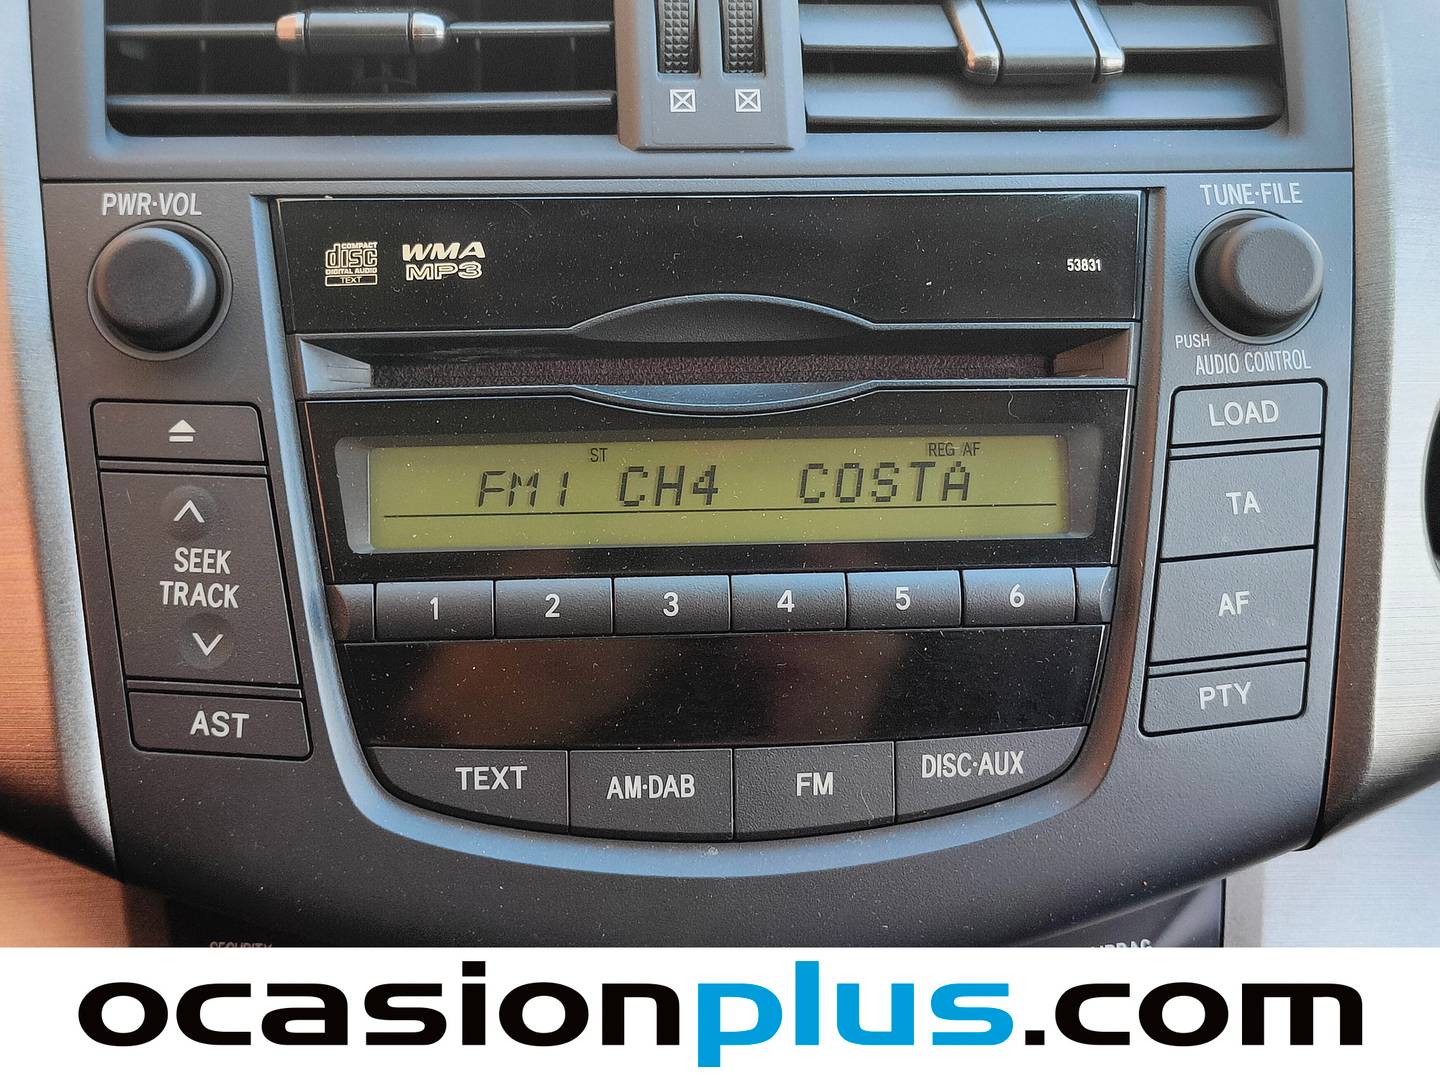 PWR·VOL
TUNE·FILE
COMPACT
disc
DIGITAL AUDIO
TEXT
WMA
MP3
53831
PUSH
AUDIO CONTROL
LOAD
ST
REG AF
FM1 CH4 COSTA
TA
SEEK
TRACK
1 2 3 4 5 6
AF
AST
PTY
TEXT
AM·DAB
FM
DISC·AUX
SECURITY
ocasionplus.com